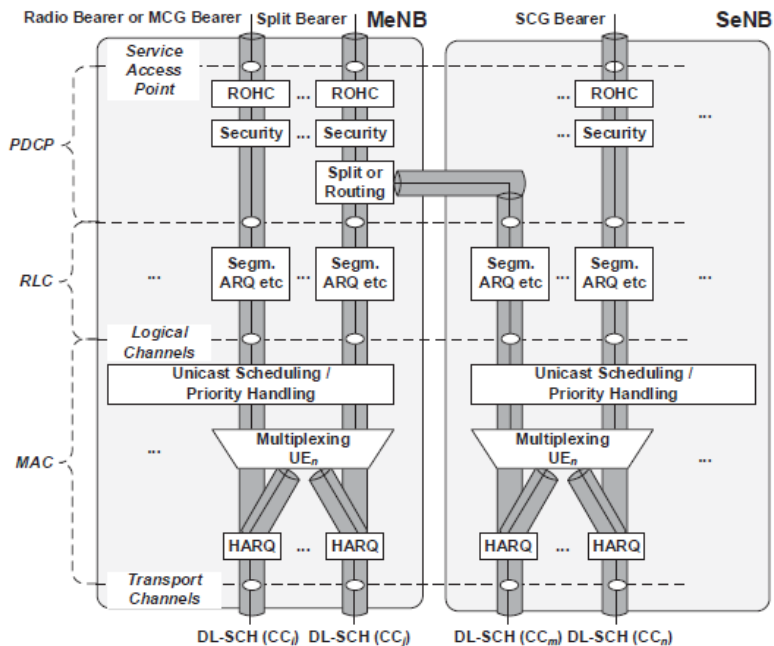 Radio Bearer or MCG Bearer Split Bearer MeNB SCG Bearer SeNB
Service
Access
Point
ROHC ... ROHC ... ROHC
Security ... Security ... Security ...
PDCP
Split or
Routing
RLC
... Segm.
ARQ etc ... Segm.
ARQ etc Segm.
ARQ etc ... Segm.
ARQ etc ...
Logical
Channels
Unicast Scheduling /
Priority Handling
Unicast Scheduling /
Priority Handling
MAC
... Multiplexing
UEn
Multiplexing
UEn ...
HARQ ... HARQ HARQ ... HARQ
Transport
Channels
DL-SCH (CCi) DL-SCH (CCj) DL-SCH (CCm) DL-SCH (CCn)